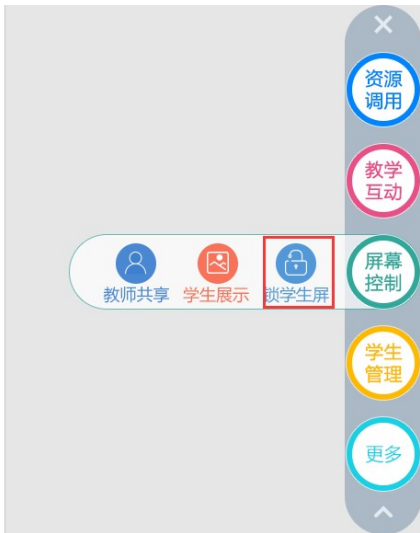 资源
调用
教学
互动
教师共享
学生展示
锁学生屏
屏幕
控制
学生
管理
更多